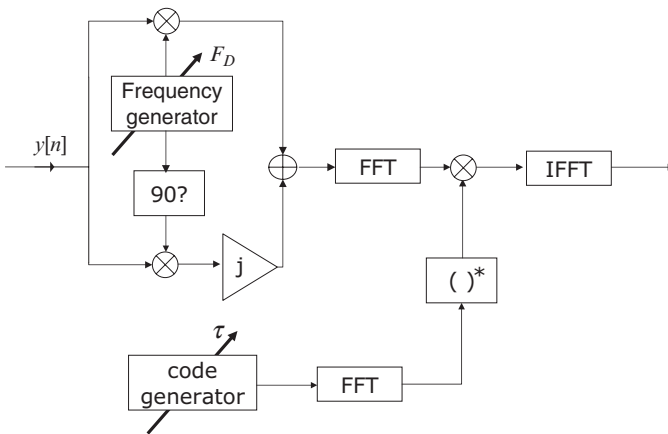 F_D
Frequency
generator
y[n]
90?
j
FFT
IFFT
( )*
τ
code
generator
FFT